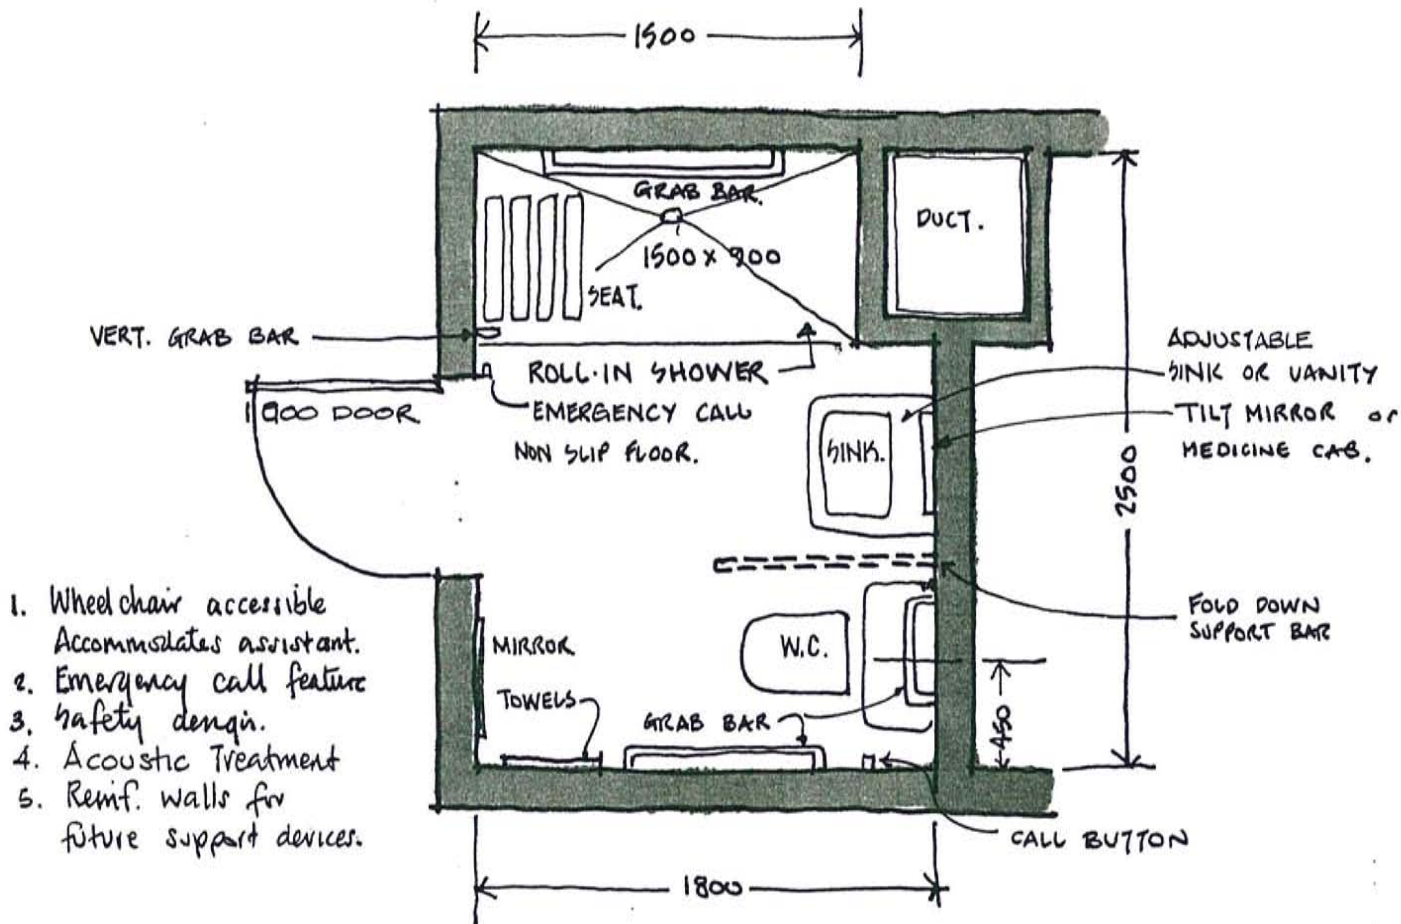 1500
GRAB BAR.
DUCT.
1500 x 900
SEAT.
VERT. GRAB BAR
ROLL-IN SHOWER
900 DOOR
EMERGENCY CALL
NON SLIP FLOOR.
SINK.
ADJUSTABLE
SINK OR VANITY
TILT MIRROR or
MEDICINE CAB.
2500
FOLD DOWN
SUPPORT BAR
MIRROR
W.C.
TOWELS
GRAB BAR
450
CALL BUTTON
1800
1. Wheelchair accessible
Accommodates assistant.
2. Emergency call feature
3. Safety design.
4. Acoustic Treatment
5. Reinf. walls for
future support devices.